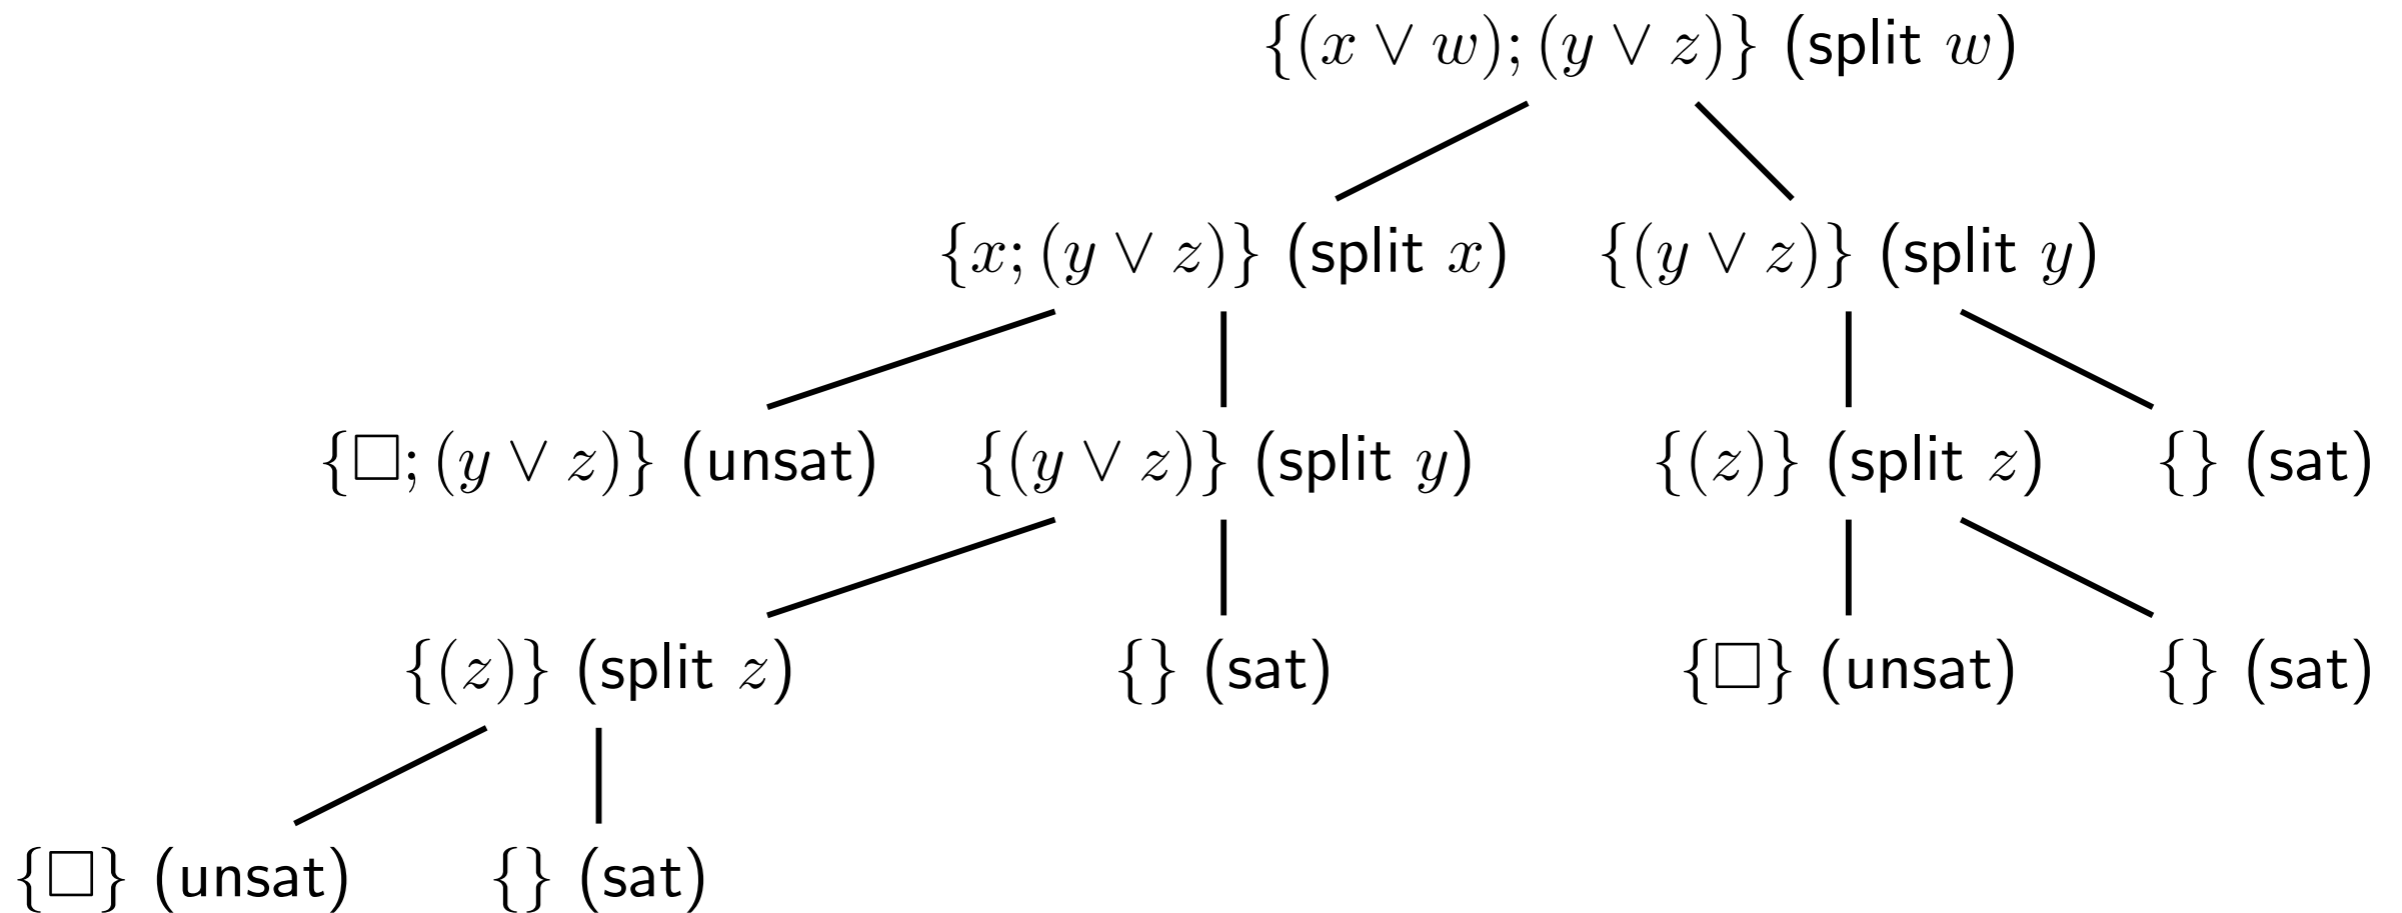 {(x ∨ w); (y ∨ z)} (split w)
{x; (y ∨ z)} (split x) {(y ∨ z)} (split y)
{□; (y ∨ z)} (unsat) {(y ∨ z)} (split y) {(z)} (split z) {} (sat)
{(z)} (split z) {} (sat) {□} (unsat) {} (sat)
{□} (unsat) {} (sat)